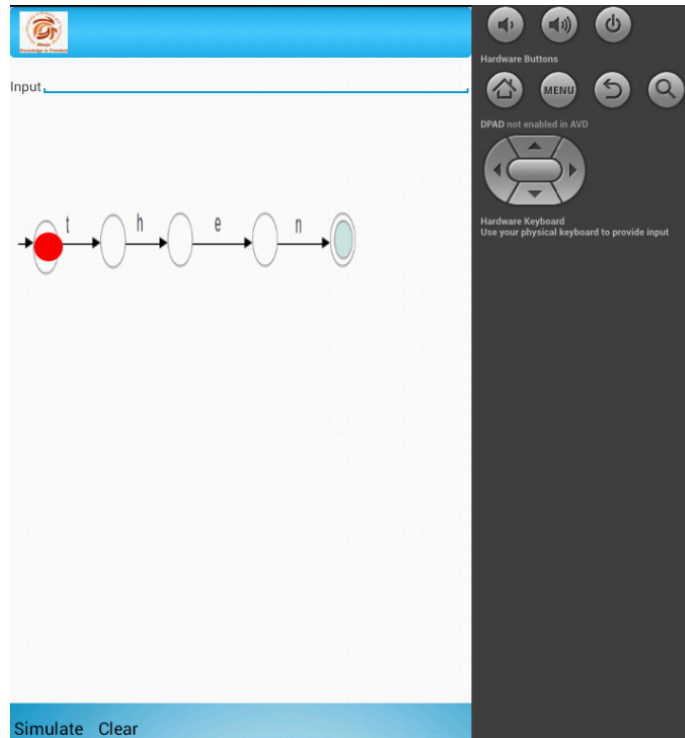 Hardware Buttons
Input
MENU
DPAD not enabled in AVD
t h e n
Hardware Keyboard
Use your physical keyboard to provide input
Simulate Clear